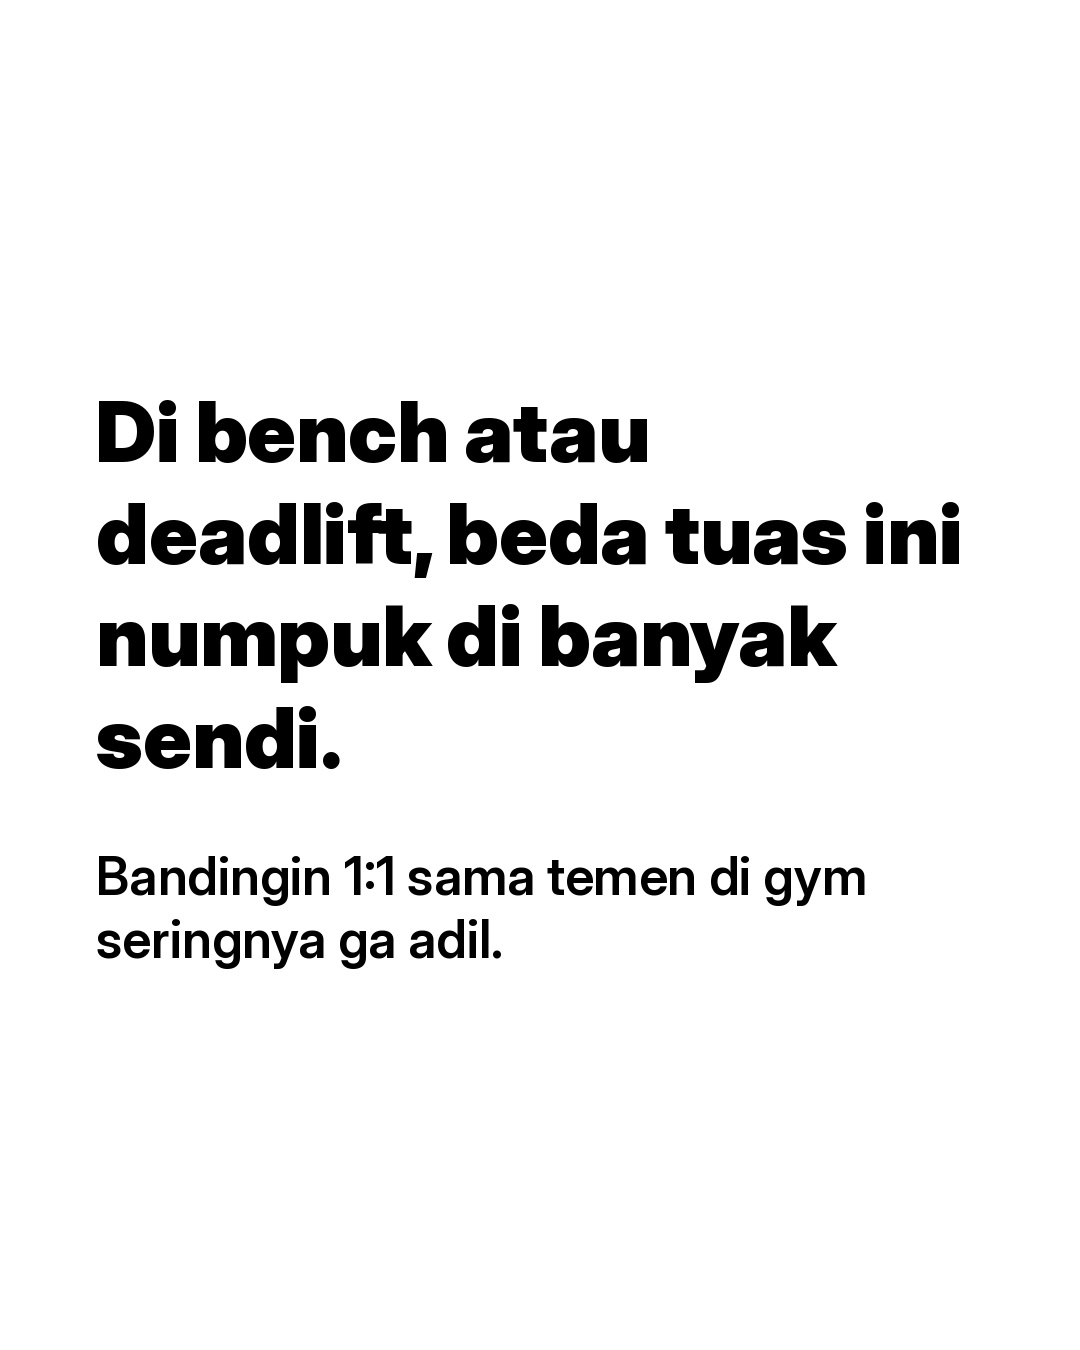 Di bench atau
deadlift, beda tuas ini
numpuk di banyak
sendi.
Bandingin 1:1 sama temen di gym
seringnya ga adil.